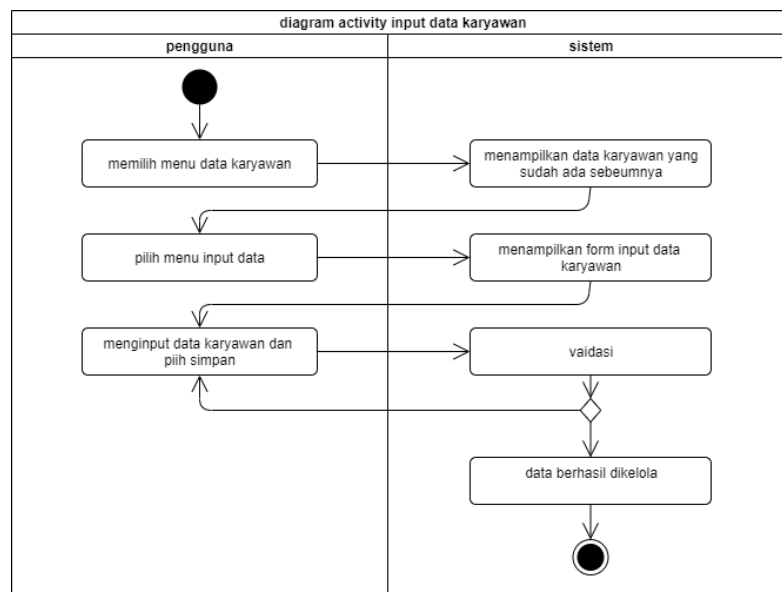 diagram activity input data karyawan
pengguna
sistem
memilih menu data karyawan
menampilkan data karyawan yang
sudah ada sebeumnya
pilih menu input data
menampilkan form input data
karyawan
menginput data karyawan dan
piih simpan
vaidasi
data berhasil dikelola